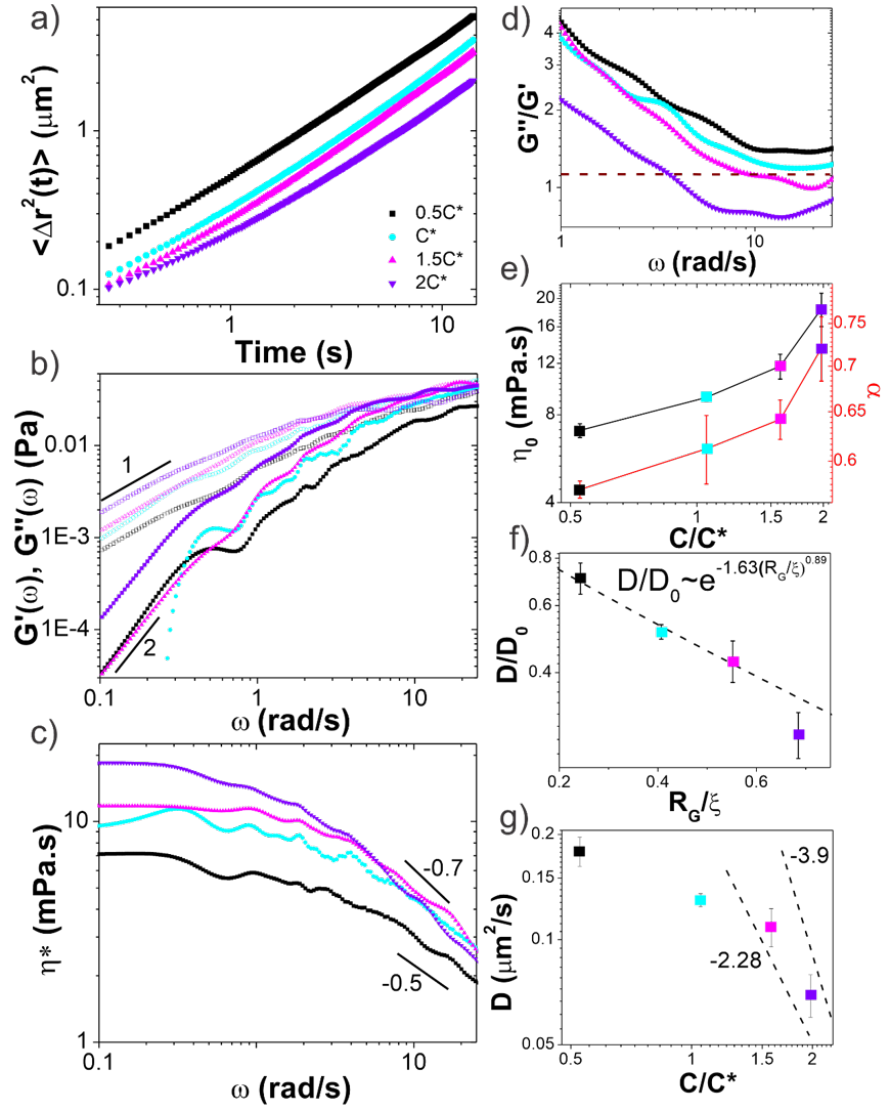 a)
<Δr²(t)> (μm²)
1
0.1
1
10
Time (s)
0.5C*
C*
1.5C*
2C*
b)
G'(ω), G''(ω) (Pa)
0.01
1E-3
1E-4
0.1
1
10
ω (rad/s)
1
2
c)
η* (mPa.s)
10
1
0.1
1
10
ω (rad/s)
-0.7
-0.5
d)
G''/G'
4
3
2
1
1
10
ω (rad/s)
e)
η₀ (mPa.s)
20
16
12
8
4
0.75
0.7
0.65
0.6
α
0.5
1
1.5
2
C/C*
f)
D/D₀~e^-1.63(R_G/ξ)^0.89
D/D₀
0.8
0.6
0.4
0.2
0.4
0.6
R_G/ξ
g)
D (μm²/s)
0.2
0.15
0.1
0.05
-3.9
-2.28
0.5
1
1.5
2
C/C*